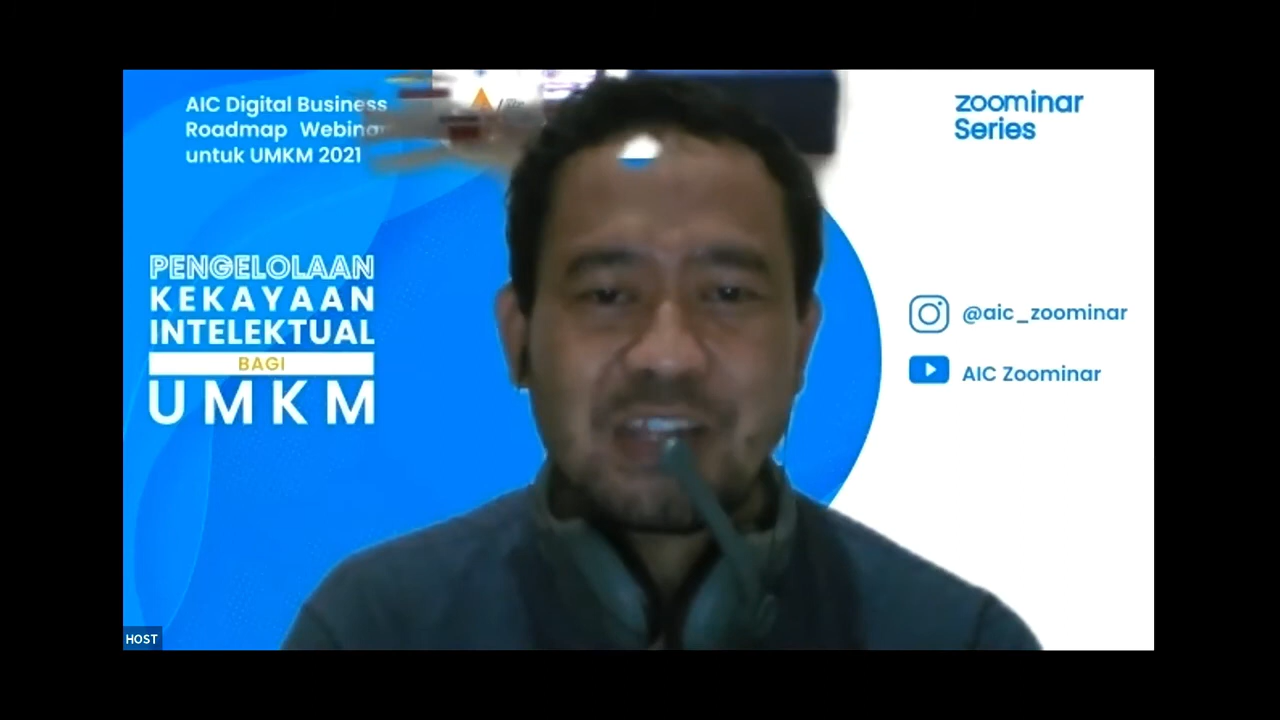 AIC Digital Business
Roadmap Webinar
untuk UMKM 2021
PENGELOLAAN
KEKAYAAN
INTELEKTUAL
BAGI
UMKM
zoominar
Series
@aic_zoominar
AIC Zoominar
HOST